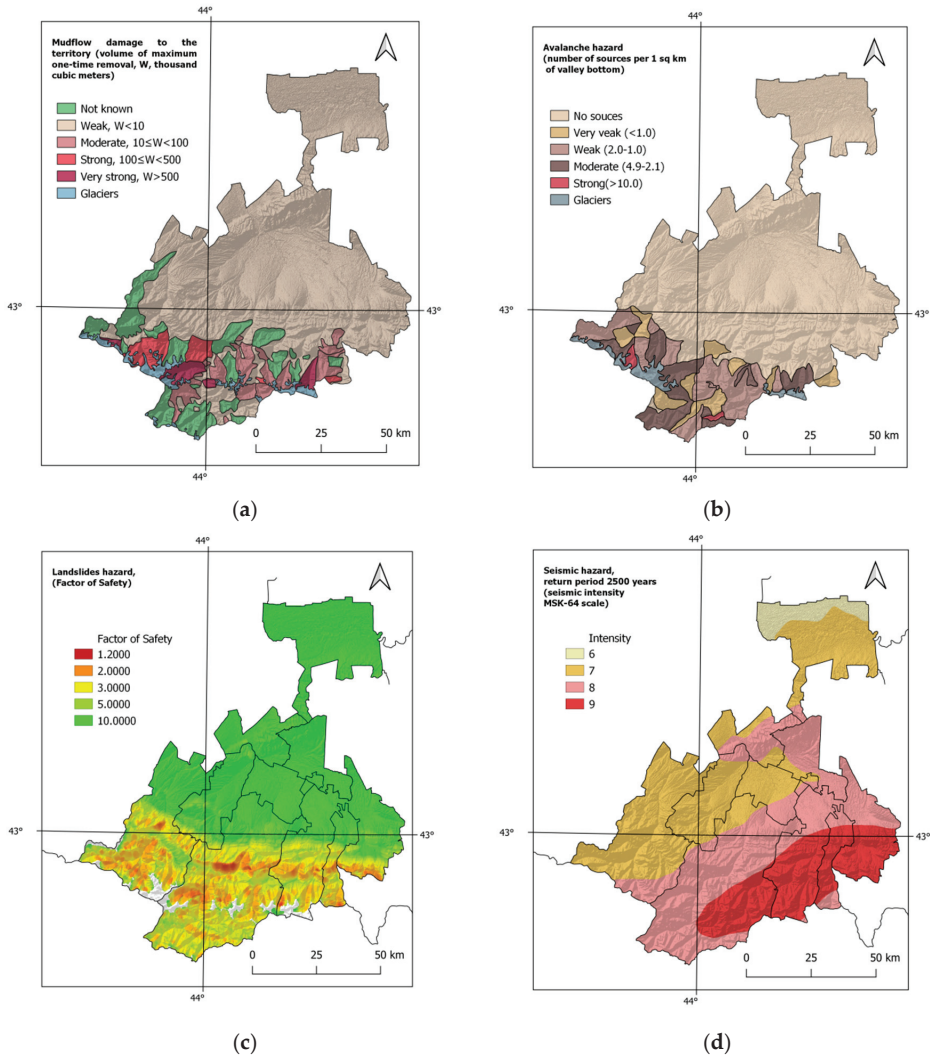 44°
Mudflow damage to the
territory (volume of maximum
one-time removal, W, thousand
cubic meters)
Not known
Weak, W<10
Moderate, 10≤W<100
Strong, 100≤W<500
Very strong, W>500
Glaciers
43°
43°
0 25 50 km
44°
(a)
44°
Avalanche hazard
(number of sources per 1 sq km
of valley bottom)
No souces
Very veak (<1.0)
Weak (2.0-1.0)
Moderate (4.9-2.1)
Strong(>10.0)
Glaciers
43°
43°
0 25 50 km
44°
(b)
44°
Landslides hazard,
(Factor of Safety)
Factor of Safety
1.2000
2.0000
3.0000
5.0000
10.0000
43°
43°
0 25 50 km
44°
(c)
44°
Seismic hazard,
return period 2500 years
(seismic intensity
MSK-64 scale)
Intensity
6
7
8
9
43°
43°
0 25 50 km
44°
(d)